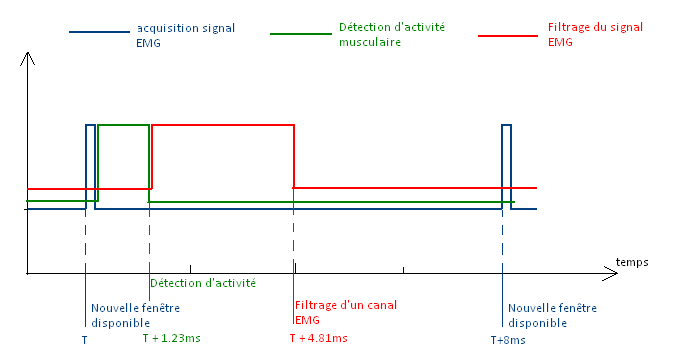 acquisition signal
EMG
Détection d'activité
musculaire
Filtrage du signal
EMG
temps
Détection d'activité
Nouvelle fenêtre
disponible
Filtrage d'un canal
EMG
Nouvelle fenêtre
disponible
T
T + 1.23ms
T + 4.81ms
T+8ms